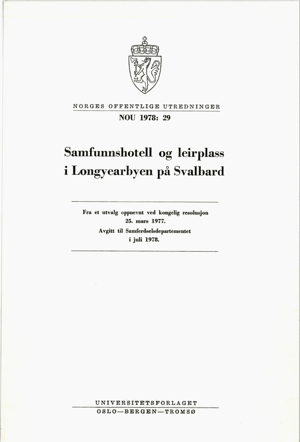 NORGES OFFENTLIGE UTREDNINGER
NOU 1978: 29
Samfunnshotell og leirplass
i Longyearbyen på Svalbard
Fra et utvalg oppnevnt ved kongelig resolusjon
25. mars 1977.
Avgitt til Samferdselsdepartementet
i juli 1978.
UNIVERSITETSFORLAGET
OSLO—BERGEN—TROMSØ